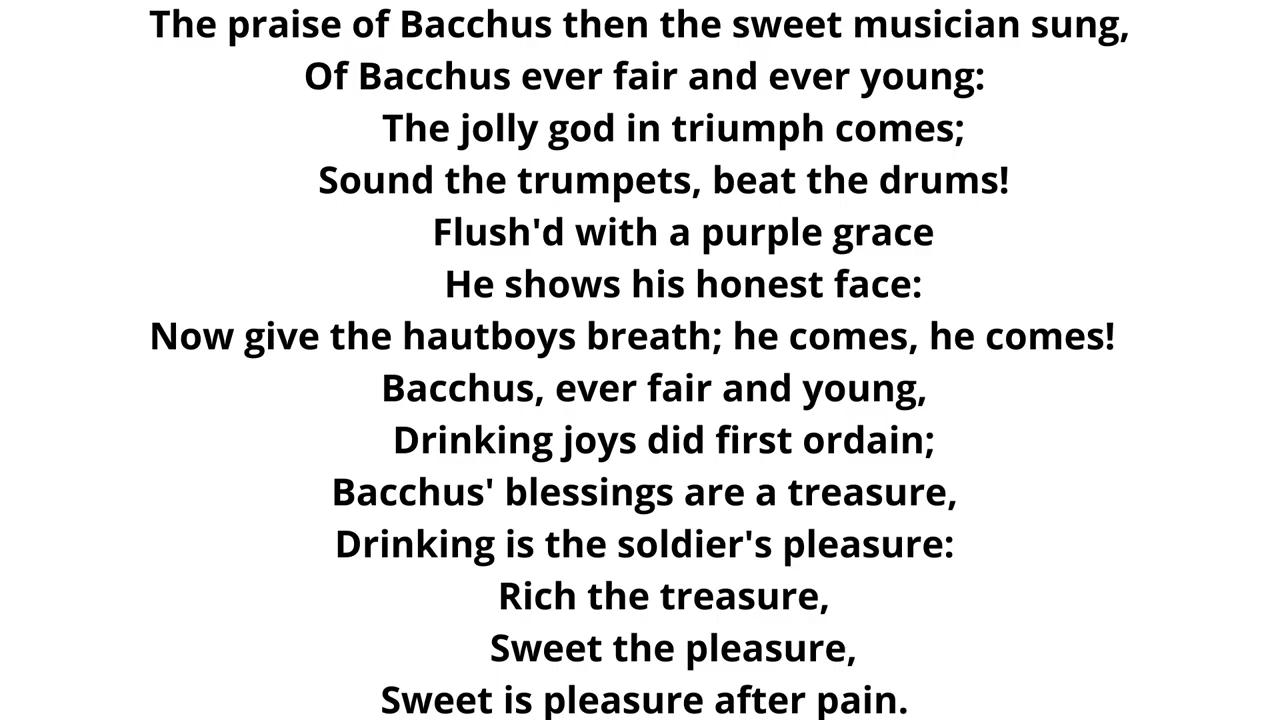 The praise of Bacchus then the sweet musician sung,
Of Bacchus ever fair and ever young:
The jolly god in triumph comes;
Sound the trumpets, beat the drums!
Flush'd with a purple grace
He shows his honest face:
Now give the hautboys breath; he comes, he comes!
Bacchus, ever fair and young,
Drinking joys did first ordain;
Bacchus' blessings are a treasure,
Drinking is the soldier's pleasure:
Rich the treasure,
Sweet the pleasure,
Sweet is pleasure after pain.